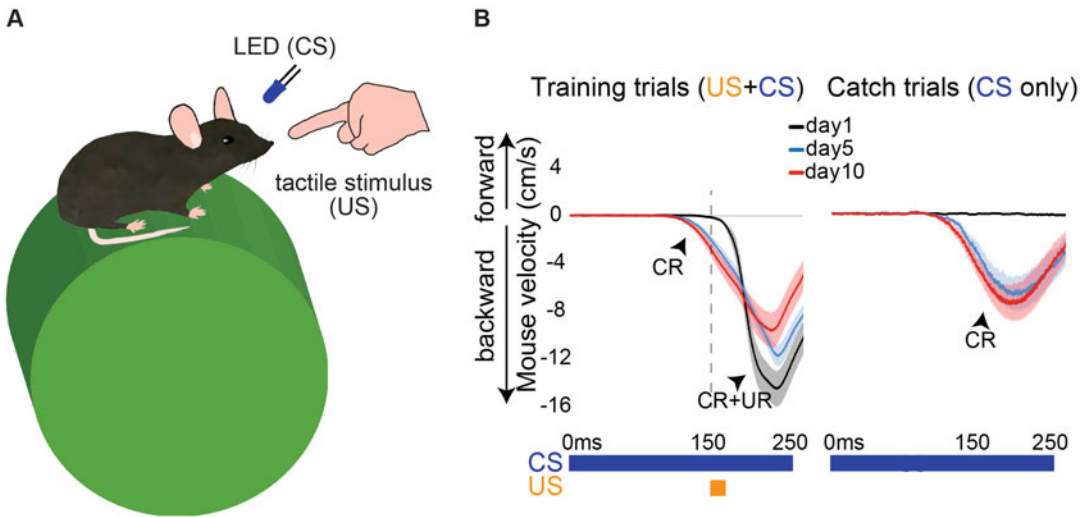 A
LED (CS)
tactile stimulus
(US)
B
Training trials (US+CS)
Catch trials (CS only)
day1
day5
day10
backward forward
Mouse velocity (cm/s)
4
0
-4
-8
-12
-16
CR
CR+UR
CR
0ms 150 250
0ms 150 250
CS
US